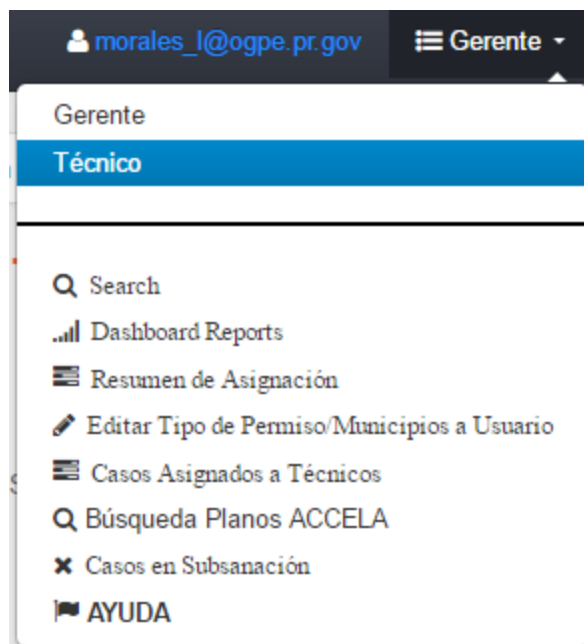 morales_l@ogpe.pr.gov Gerente
Gerente
Técnico
Search
Dashboard Reports
Resumen de Asignación
Editar Tipo de Permiso/Municipios a Usuario
Casos Asignados a Técnicos
Búsqueda Planos ACCELA
Casos en Subsanación
AYUDA